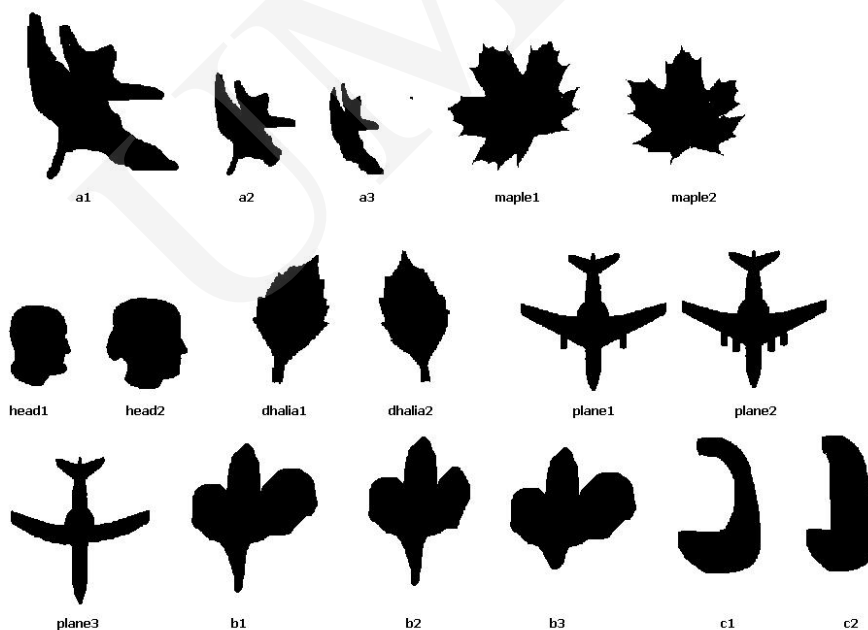 a1 a2 a3 maple1 maple2
head1 head2 dhalia1 dhalia2 plane1 plane2
plane3 b1 b2 b3 c1 c2